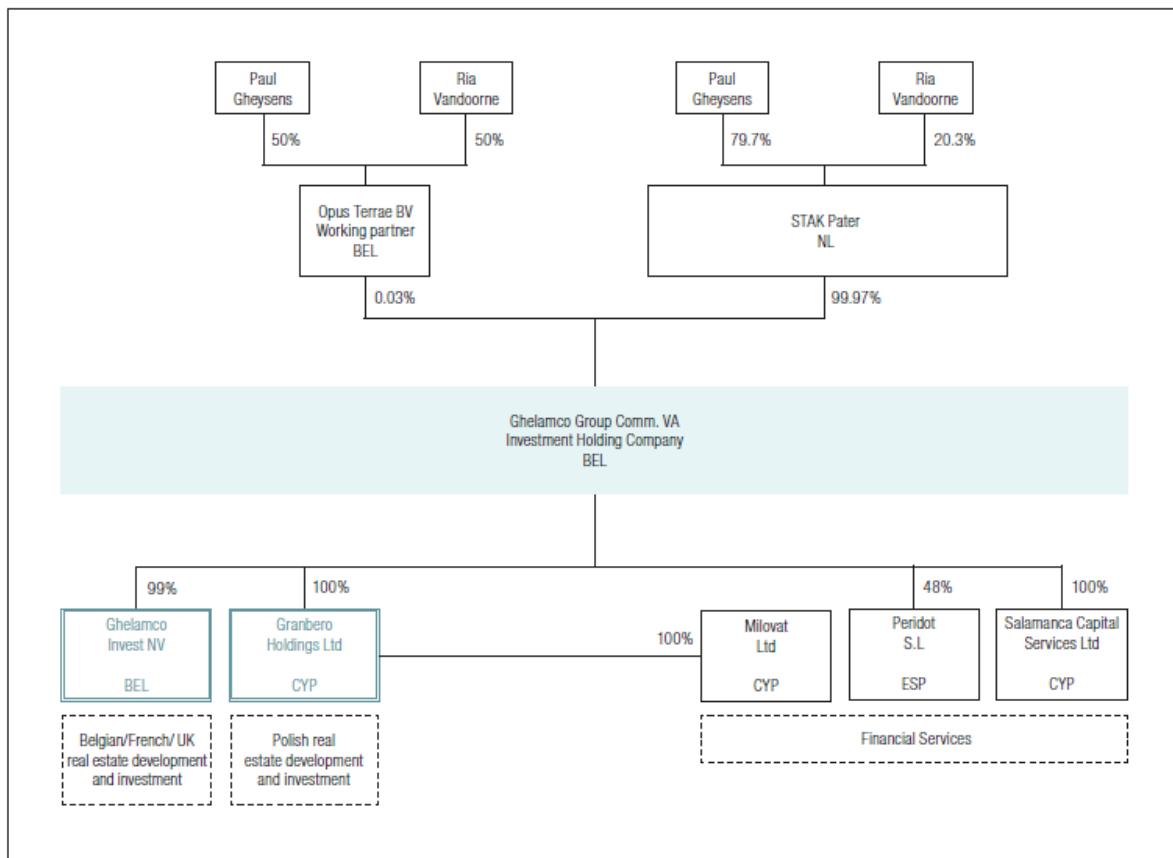 Paul
Gheysens
Ria
Vandoorne
Paul
Gheysens
Ria
Vandoorne
50%
50%
79.7%
20.3%
Opus Terrae BV
Working partner
BEL
STAK Pater
NL
0.03%
99.97%
Ghelamco Group Comm. VA
Investment Holding Company
BEL
99%
100%
48%
100%
Ghelamco
Invest NV
BEL
Granbero
Holdings Ltd
CYP
100%
Milovat
Ltd
CYP
Peridot
S.L
ESP
Salamanca Capital
Services Ltd
CYP
Belgian/French/ UK
real estate development
and investment
Polish real
estate development
and investment
Financial Services